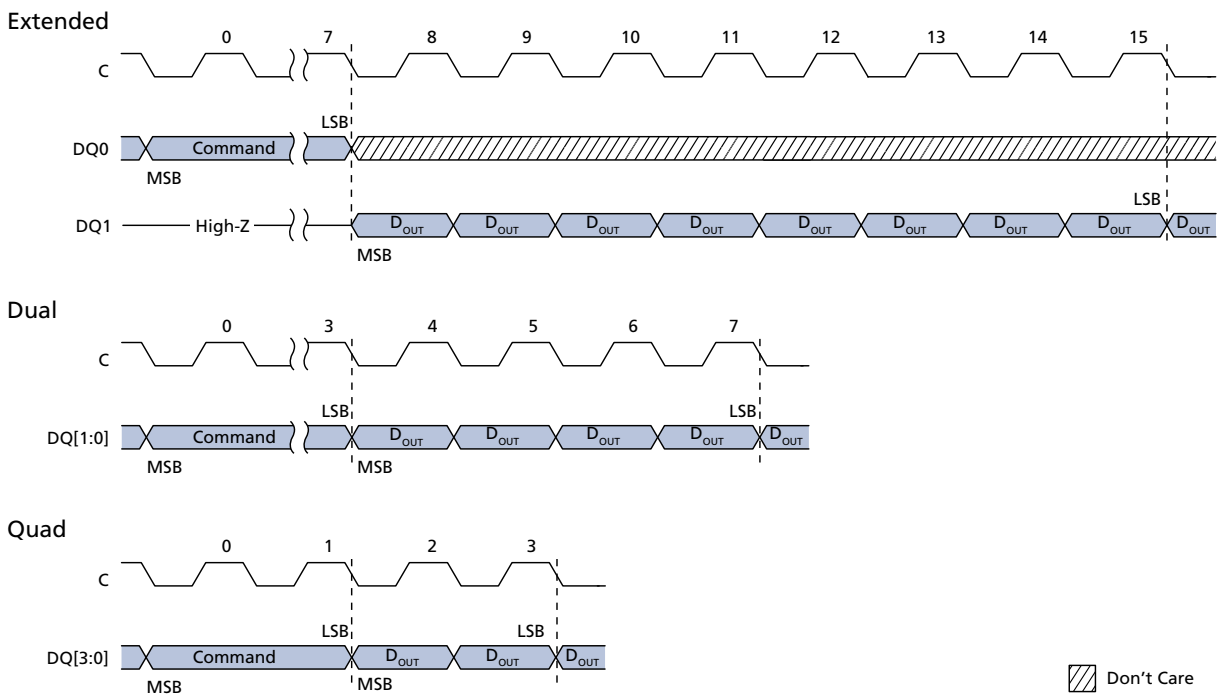 Extended
0 7 8 9 10 11 12 13 14 15
C
LSB
DQ0 Command
MSB
LSB
DQ1 High-Z DOUT DOUT DOUT DOUT DOUT DOUT DOUT DOUT DOUT
MSB
Dual
0 3 4 5 6 7
C
LSB LSB
DQ[1:0] Command DOUT DOUT DOUT DOUT DOUT
MSB MSB
Quad
0 1 2 3
C
LSB LSB
DQ[3:0] Command DOUT DOUT DOUT
MSB MSB
Don't Care